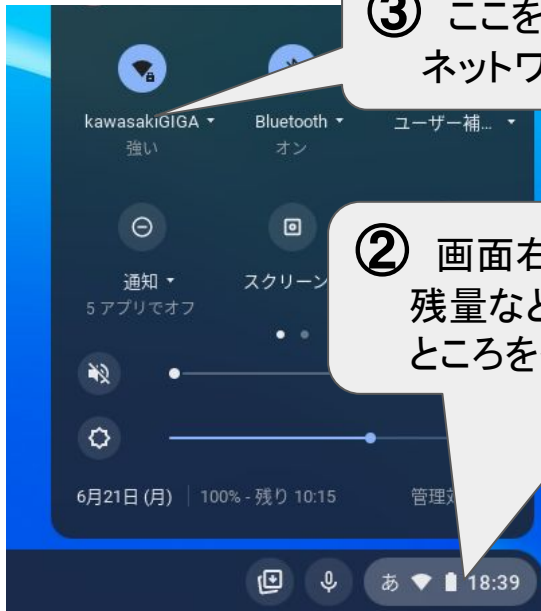 ③ ここを
ネットワ
kawasakiGIGA
Bluetooth
ユーザー補...
強い
オン
② 画面右
残量など
ところを
通知
スクリーン
5 アプリでオフ
6月21日 (月)
100% - 残り 10:15
管理対
あ
18:39